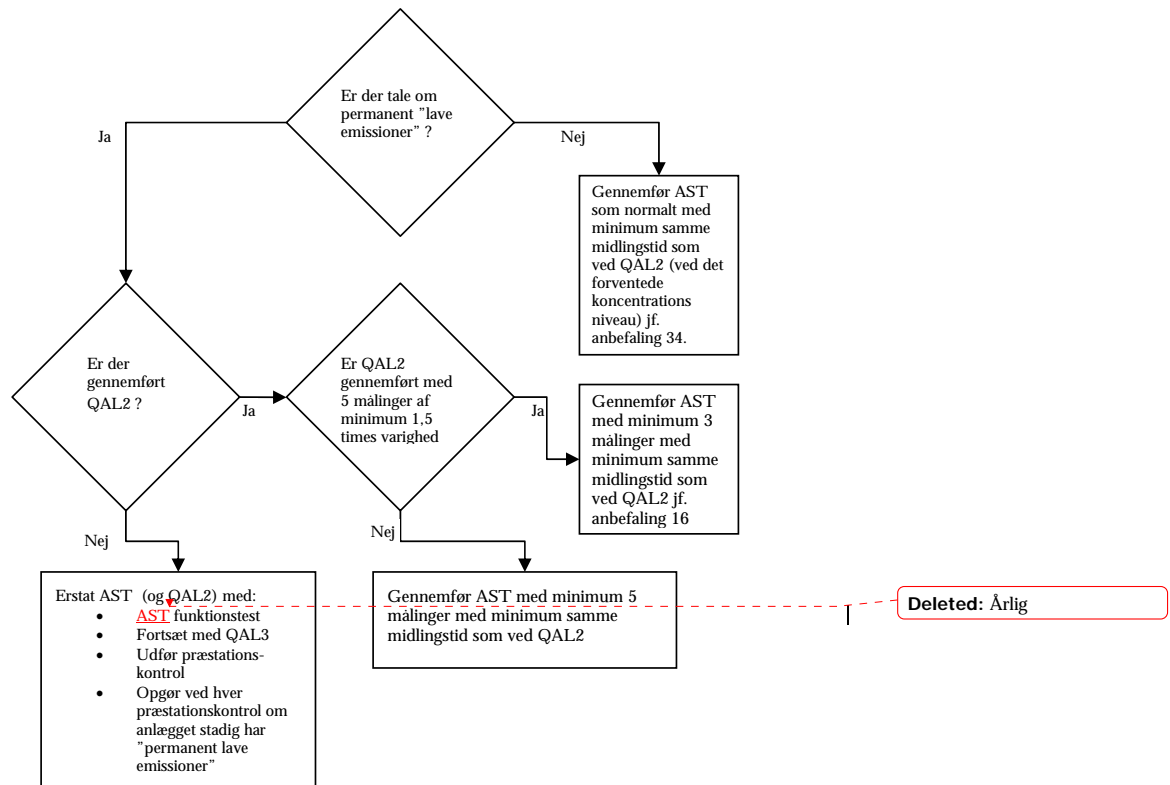 Er der tale om
permanent "lave
emissioner" ?
Ja
Nej
Gennemfør AST
som normalt med
minimum samme
midlingstid som
ved QAL2 (ved det
forventede
koncentrations
niveau) jf.
anbefaling 34.
Er der
gennemført
QAL2 ?
Ja
Er QAL2
gennemført med
5 målinger af
minimum 1,5
times varighed
Ja
Gennemfør AST
med minimum 3
målinger med
minimum samme
midlingstid som
ved QAL2 jf.
anbefaling 16
Nej
Nej
Erstat AST (og QAL2) med:
• AST funktionstest
• Fortsæt med QAL3
• Udfør præstations-
kontrol
• Opgør ved hver
præstationskontrol om
anlægget stadig har
"permanent lave
emissioner"
Gennemfør AST med minimum 5
målinger med minimum samme
midlingstid som ved QAL2
Deleted: Årlig